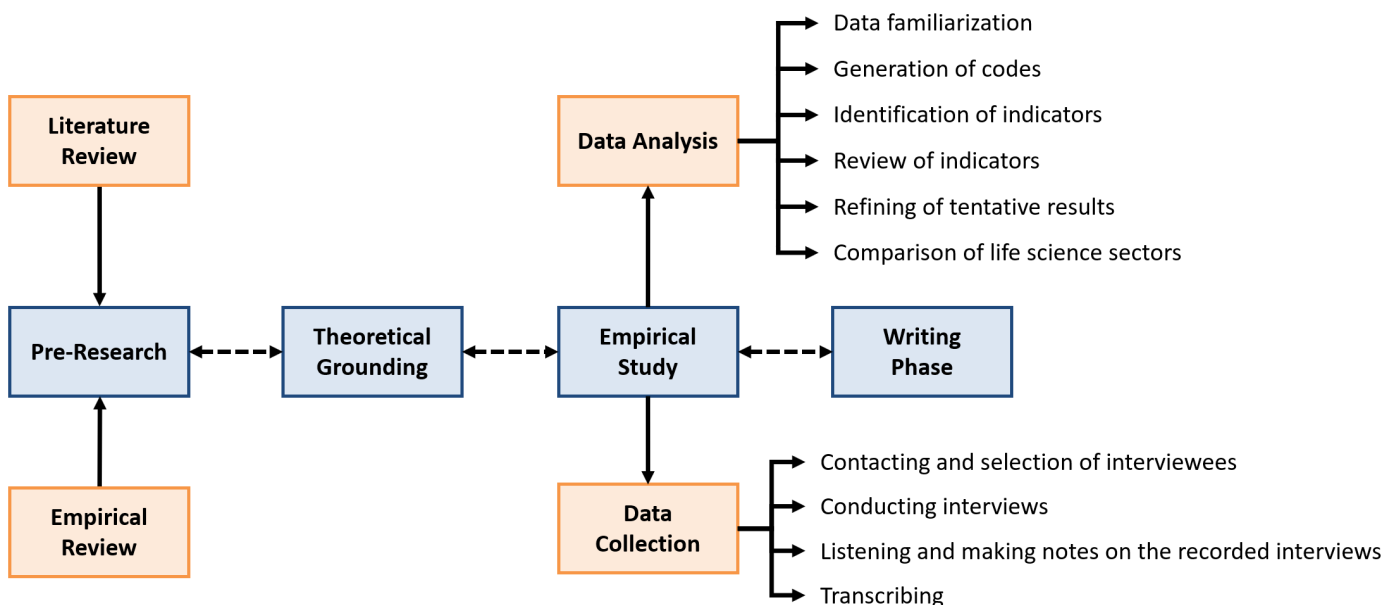 Data familiarization
Generation of codes
Literature
Review
Data Analysis
Identification of indicators
Review of indicators
Refining of tentative results
Comparison of life science sectors
Pre-Research
Theoretical
Grounding
Empirical
Study
Writing
Phase
Empirical
Review
Data
Collection
Contacting and selection of interviewees
Conducting interviews
Listening and making notes on the recorded interviews
Transcribing